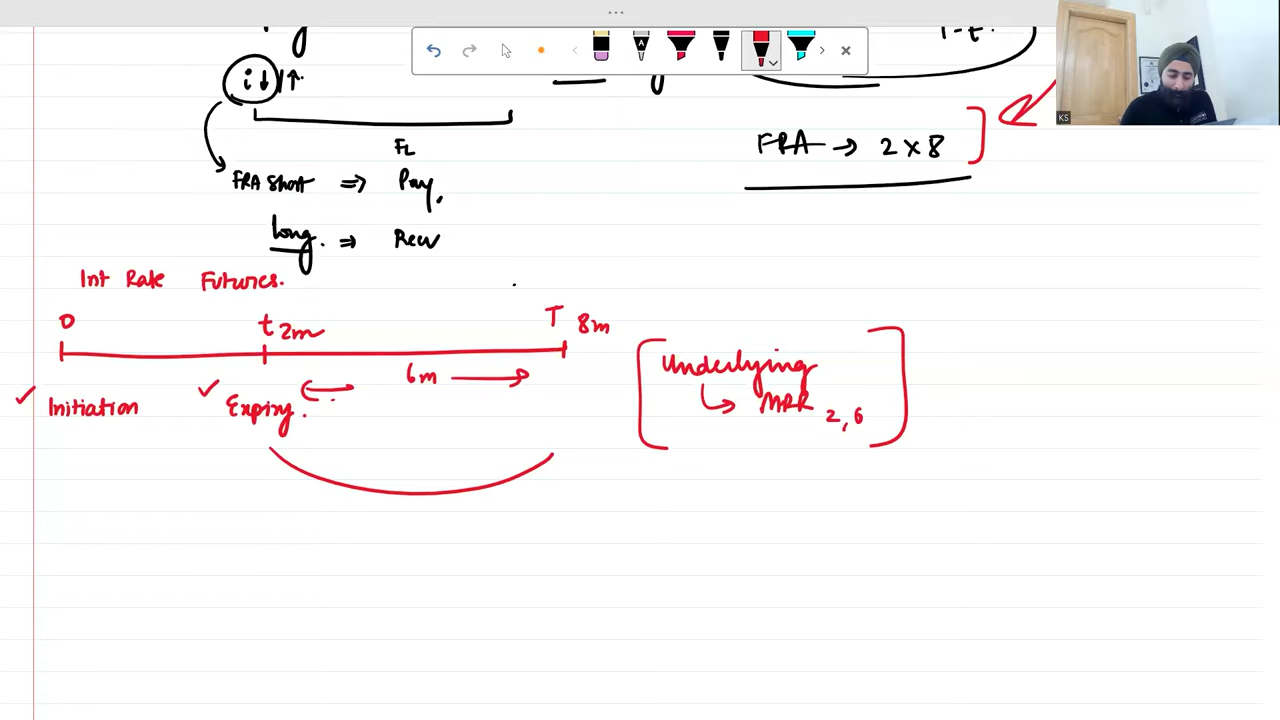 i↓/↑
FL
FRA Short ⇒ Pay.
Long. ⇒ Recv
FRA → 2 x 8
Int Rate Futures.
0 t 2m T 8m
6m
Initiation Expiry.
Underlying
↳ MRR 2,6
KS
A